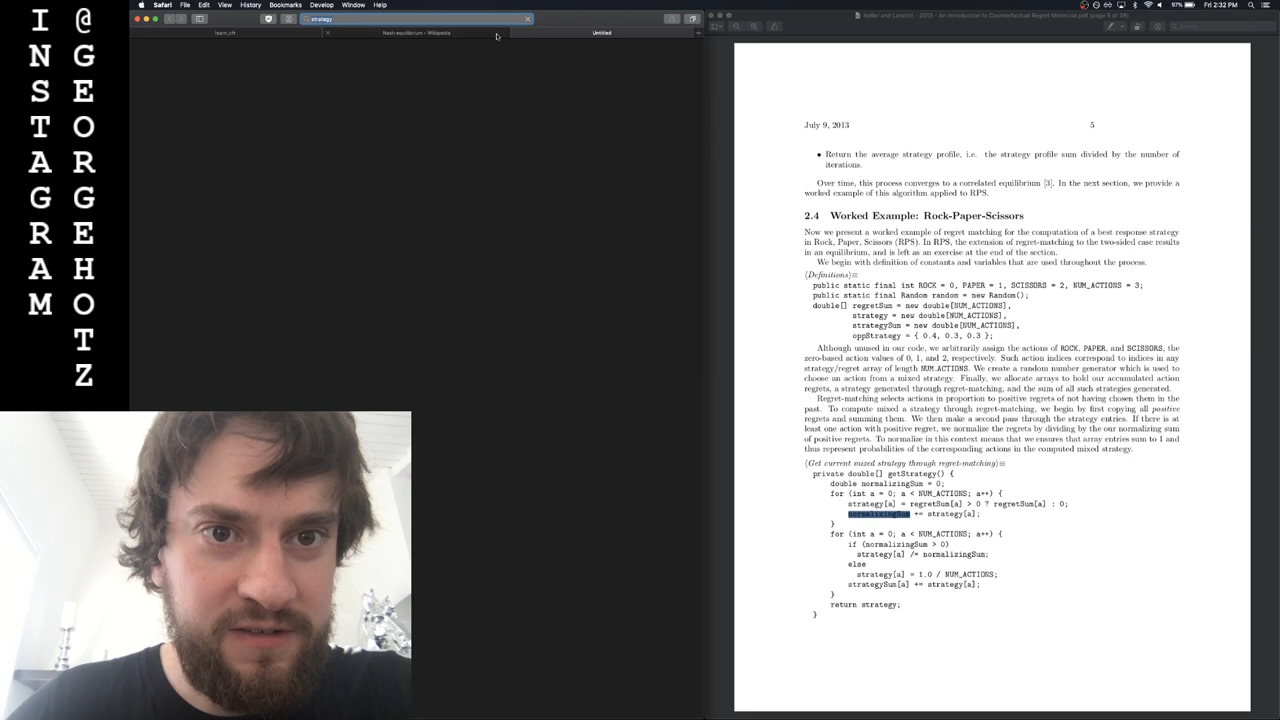 I @
N G
S E
T O
A R
G G
R E
A H
M O
T
Z
Safari File Edit View History Bookmarks Develop Window Help
97% Fri 2:32 PM
strategy
learn_cfr
Nash equilibrium – Wikipedia
Untitled
Neller and Lanctot - 2013 - An Introduction to Counterfactual Regret Minimizat.pdf (page 5 of 38)
Search
July 9, 2013 5
• Return the average strategy profile, i.e. the strategy profile sum divided by the number of
iterations.
Over time, this process converges to a correlated equilibrium [3]. In the next section, we provide a
worked example of this algorithm applied to RPS.
2.4 Worked Example: Rock-Paper-Scissors
Now we present a worked example of regret matching for the computation of a best response strategy
in Rock, Paper, Scissors (RPS). In RPS, the extension of regret-matching to the two-sided case results
in an equilibrium, and is left as an exercise at the end of the section.
We begin with definition of constants and variables that are used throughout the process.
⟨Definitions⟩≡
public static final int ROCK = 0, PAPER = 1, SCISSORS = 2, NUM_ACTIONS = 3;
public static final Random random = new Random();
double[] regretSum = new double[NUM_ACTIONS],
strategy = new double[NUM_ACTIONS],
strategySum = new double[NUM_ACTIONS],
oppStrategy = { 0.4, 0.3, 0.3 };
Although unused in our code, we arbitrarily assign the actions of ROCK, PAPER, and SCISSORS, the
zero-based action values of 0, 1, and 2, respectively. Such action indices correspond to indices in any
strategy/regret array of length NUM_ACTIONS. We create a random number generator which is used to
choose an action from a mixed strategy. Finally, we allocate arrays to hold our accumulated action
regrets, a strategy generated through regret-matching, and the sum of all such strategies generated.
Regret-matching selects actions in proportion to positive regrets of not having chosen them in the
past. To compute mixed a strategy through regret-matching, we begin by first copying all positive
regrets and summing them. We then make a second pass through the strategy entries. If there is at
least one action with positive regret, we normalize the regrets by dividing by the our normalizing sum
of positive regrets. To normalize in this context means that we ensures that array entries sum to 1 and
thus represent probabilities of the corresponding actions in the computed mixed strategy.
⟨Get current mixed strategy through regret-matching⟩≡
private double[] getStrategy() {
double normalizingSum = 0;
for (int a = 0; a < NUM_ACTIONS; a++) {
strategy[a] = regretSum[a] > 0 ? regretSum[a] : 0;
normalizingSum += strategy[a];
}
for (int a = 0; a < NUM_ACTIONS; a++) {
if (normalizingSum > 0)
strategy[a] /= normalizingSum;
else
strategy[a] = 1.0 / NUM_ACTIONS;
strategySum[a] += strategy[a];
}
return strategy;
}